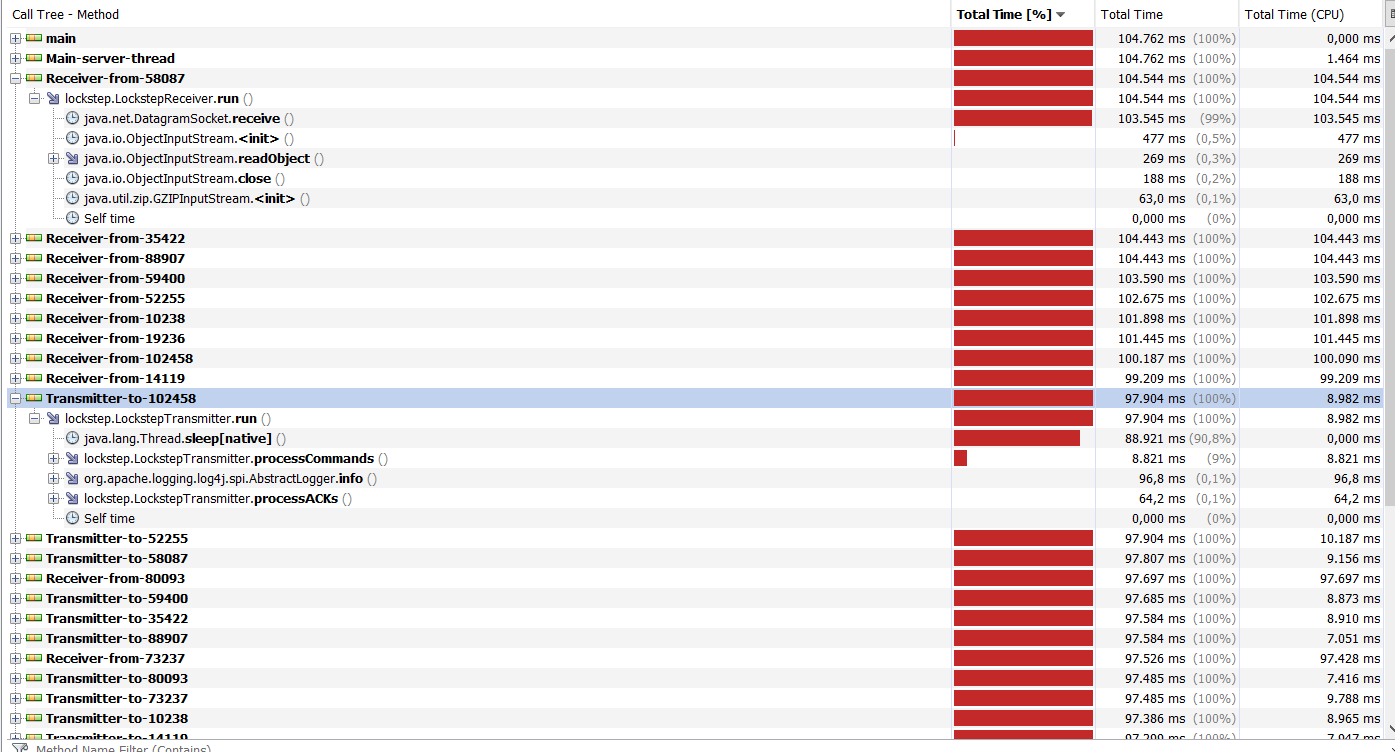 Call Tree - Method Total Time [%] Total Time Total Time (CPU)
main 104.762 ms (100%) 0,000 ms
Main-server-thread 104.762 ms (100%) 1.464 ms
Receiver-from-58087 104.544 ms (100%) 104.544 ms
lockstep.LockstepReceiver.run () 104.544 ms (100%) 104.544 ms
java.net.DatagramSocket.receive () 103.545 ms (99%) 103.545 ms
java.io.ObjectInputStream.<init> () 477 ms (0,5%) 477 ms
java.io.ObjectInputStream.readObject () 269 ms (0,3%) 269 ms
java.io.ObjectInputStream.close () 188 ms (0,2%) 188 ms
java.util.zip.GZIPInputStream.<init> () 63,0 ms (0,1%) 63,0 ms
Self time 0,000 ms (0%) 0,000 ms
Receiver-from-35422 104.443 ms (100%) 104.443 ms
Receiver-from-88907 104.443 ms (100%) 104.443 ms
Receiver-from-59400 103.590 ms (100%) 103.590 ms
Receiver-from-52255 102.675 ms (100%) 102.675 ms
Receiver-from-10238 101.898 ms (100%) 101.898 ms
Receiver-from-19236 101.445 ms (100%) 101.445 ms
Receiver-from-102458 100.187 ms (100%) 100.090 ms
Receiver-from-14119 99.209 ms (100%) 99.209 ms
Transmitter-to-102458 97.904 ms (100%) 8.982 ms
lockstep.LockstepTransmitter.run () 97.904 ms (100%) 8.982 ms
java.lang.Thread.sleep[native] () 88.921 ms (90,8%) 0,000 ms
lockstep.LockstepTransmitter.processCommands () 8.821 ms (9%) 8.821 ms
org.apache.logging.log4j.spi.AbstractLogger.info () 96,8 ms (0,1%) 96,8 ms
lockstep.LockstepTransmitter.processACKs () 64,2 ms (0,1%) 64,2 ms
Self time 0,000 ms (0%) 0,000 ms
Transmitter-to-52255 97.904 ms (100%) 10.187 ms
Transmitter-to-58087 97.807 ms (100%) 9.156 ms
Receiver-from-80093 97.697 ms (100%) 97.697 ms
Transmitter-to-59400 97.685 ms (100%) 8.873 ms
Transmitter-to-35422 97.584 ms (100%) 8.910 ms
Transmitter-to-88907 97.584 ms (100%) 7.051 ms
Receiver-from-73237 97.526 ms (100%) 97.428 ms
Transmitter-to-80093 97.485 ms (100%) 7.416 ms
Transmitter-to-73237 97.485 ms (100%) 9.788 ms
Transmitter-to-10238 97.386 ms (100%) 8.965 ms
Transmitter-to-14119 97.299 ms (100%) 7.947 ms
Method Name Filter (Contains)